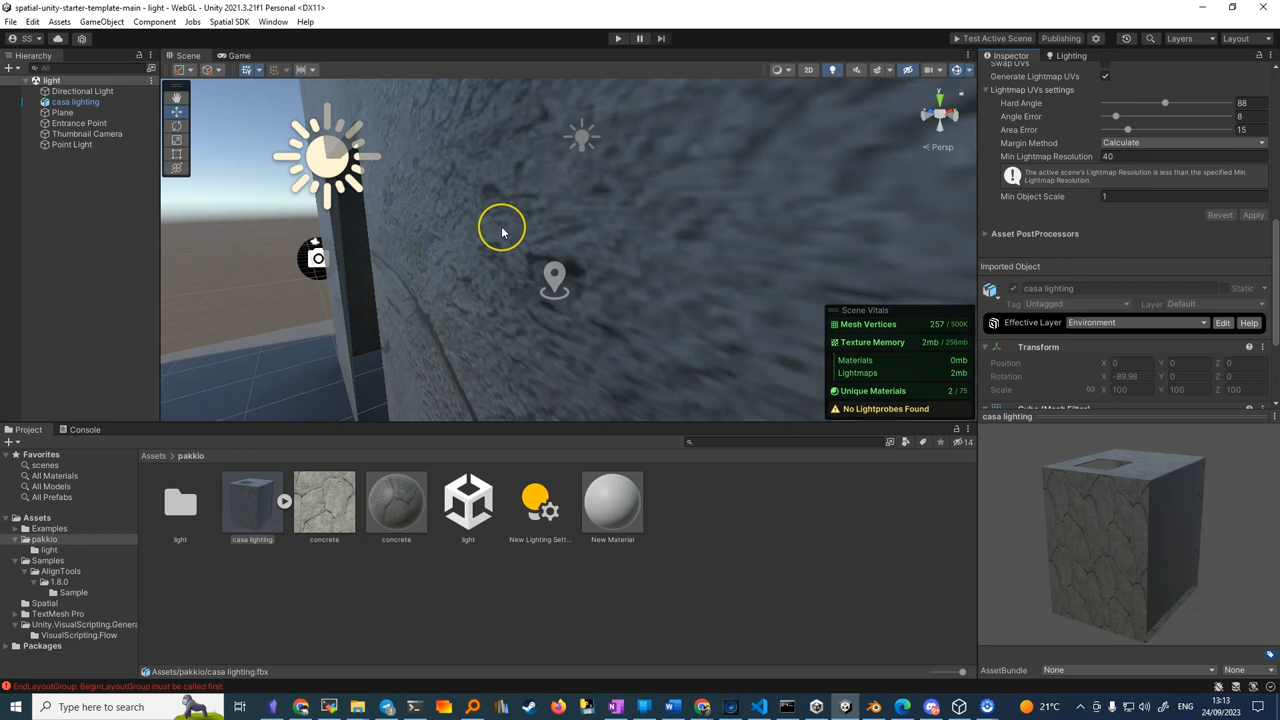 spatial-unity-starter-template-main - light - WebGL - Unity 2021.3.21f1 Personal <DX11>
File Edit Assets GameObject Component Jobs Spatial SDK Window Help
SS Test Active Scene Publishing Layers Layout
Hierarchy Scene Game Inspector Lighting
All
2D
light
Directional Light
casa lighting
Plane
Entrance Point
Thumbnail Camera
Point Light
y
Persp
Scene Vitals
Mesh Vertices 257 / 500K
Texture Memory 2mb / 256mb
Materials 0mb
Lightmaps 2mb
Unique Materials 2 / 75
No Lightprobes Found
Swap UVs
Generate Lightmap UVs
Lightmap UVs settings
Hard Angle 88
Angle Error 8
Area Error 15
Margin Method Calculate
Min Lightmap Resolution 40
The active scene's Lightmap Resolution is less than the specified Min
Lightmap Resolution.
Min Object Scale 1
Revert Apply
Asset PostProcessors
Imported Object
casa lighting Static
Tag Untagged Layer Default
Effective Layer Environment Edit Help
Transform
Position X 0 Y 0 Z 0
Rotation X -89.98 Y 0 Z 0
Scale X 100 Y 100 Z 100
Cube (Mesh Filter)
casa lighting
AssetBundle None None
Project Console
14
Favorites
scenes
All Materials
All Models
All Prefabs
Assets
Examples
pakkio
light
Samples
AlignTools
1.8.0
Sample
Spatial
TextMesh Pro
Unity.VisualScripting.Genera
VisualScripting.Flow
Packages
Assets pakkio
light casa lighting concrete concrete light New Lighting Sett... New Material
Assets/pakkio/casa lighting.fbx
EndLayoutGroup: BeginLayoutGroup must be called first.
Type here to search
21°C
13:13
24/09/2023